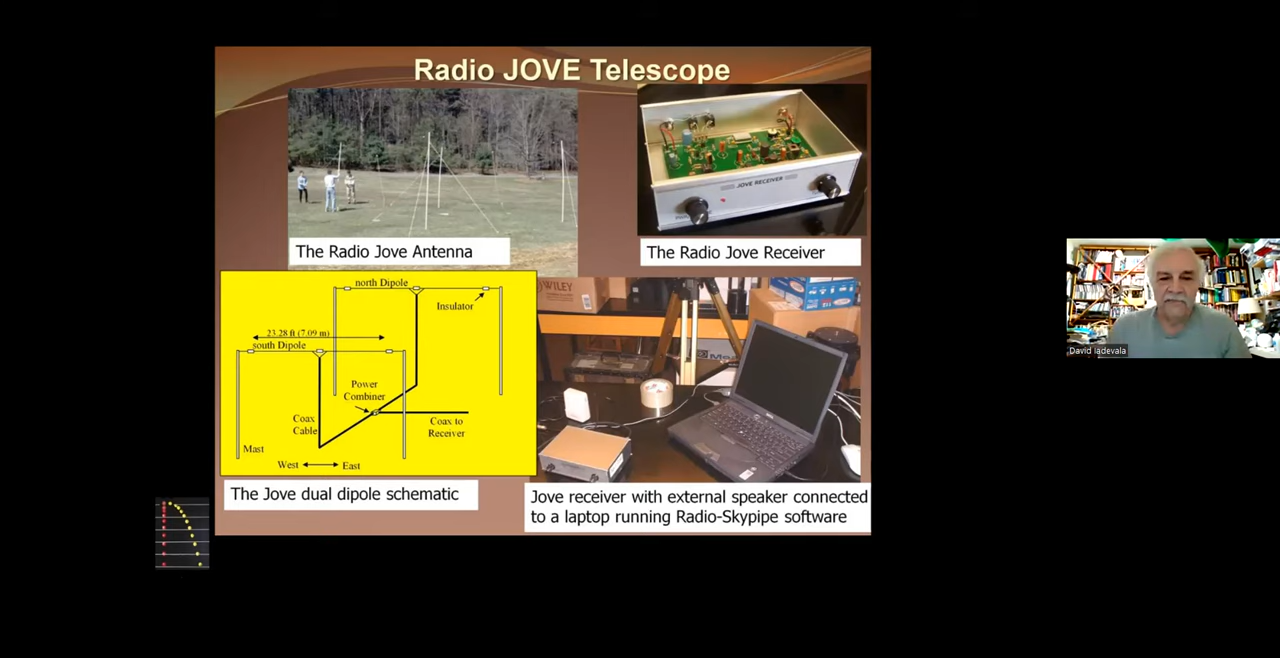 Radio JOVE Telescope
The Radio Jove Antenna
JOVE RECEIVER
The Radio Jove Receiver
north Dipole
Insulator
23.28 ft (7.09 m)
south Dipole
Power
Combiner
Coax
Cable
Coax to
Receiver
Mast
West
East
The Jove dual dipole schematic
WILEY
Jove receiver with external speaker connected
to a laptop running Radio-Skypipe software
David Iadevaia